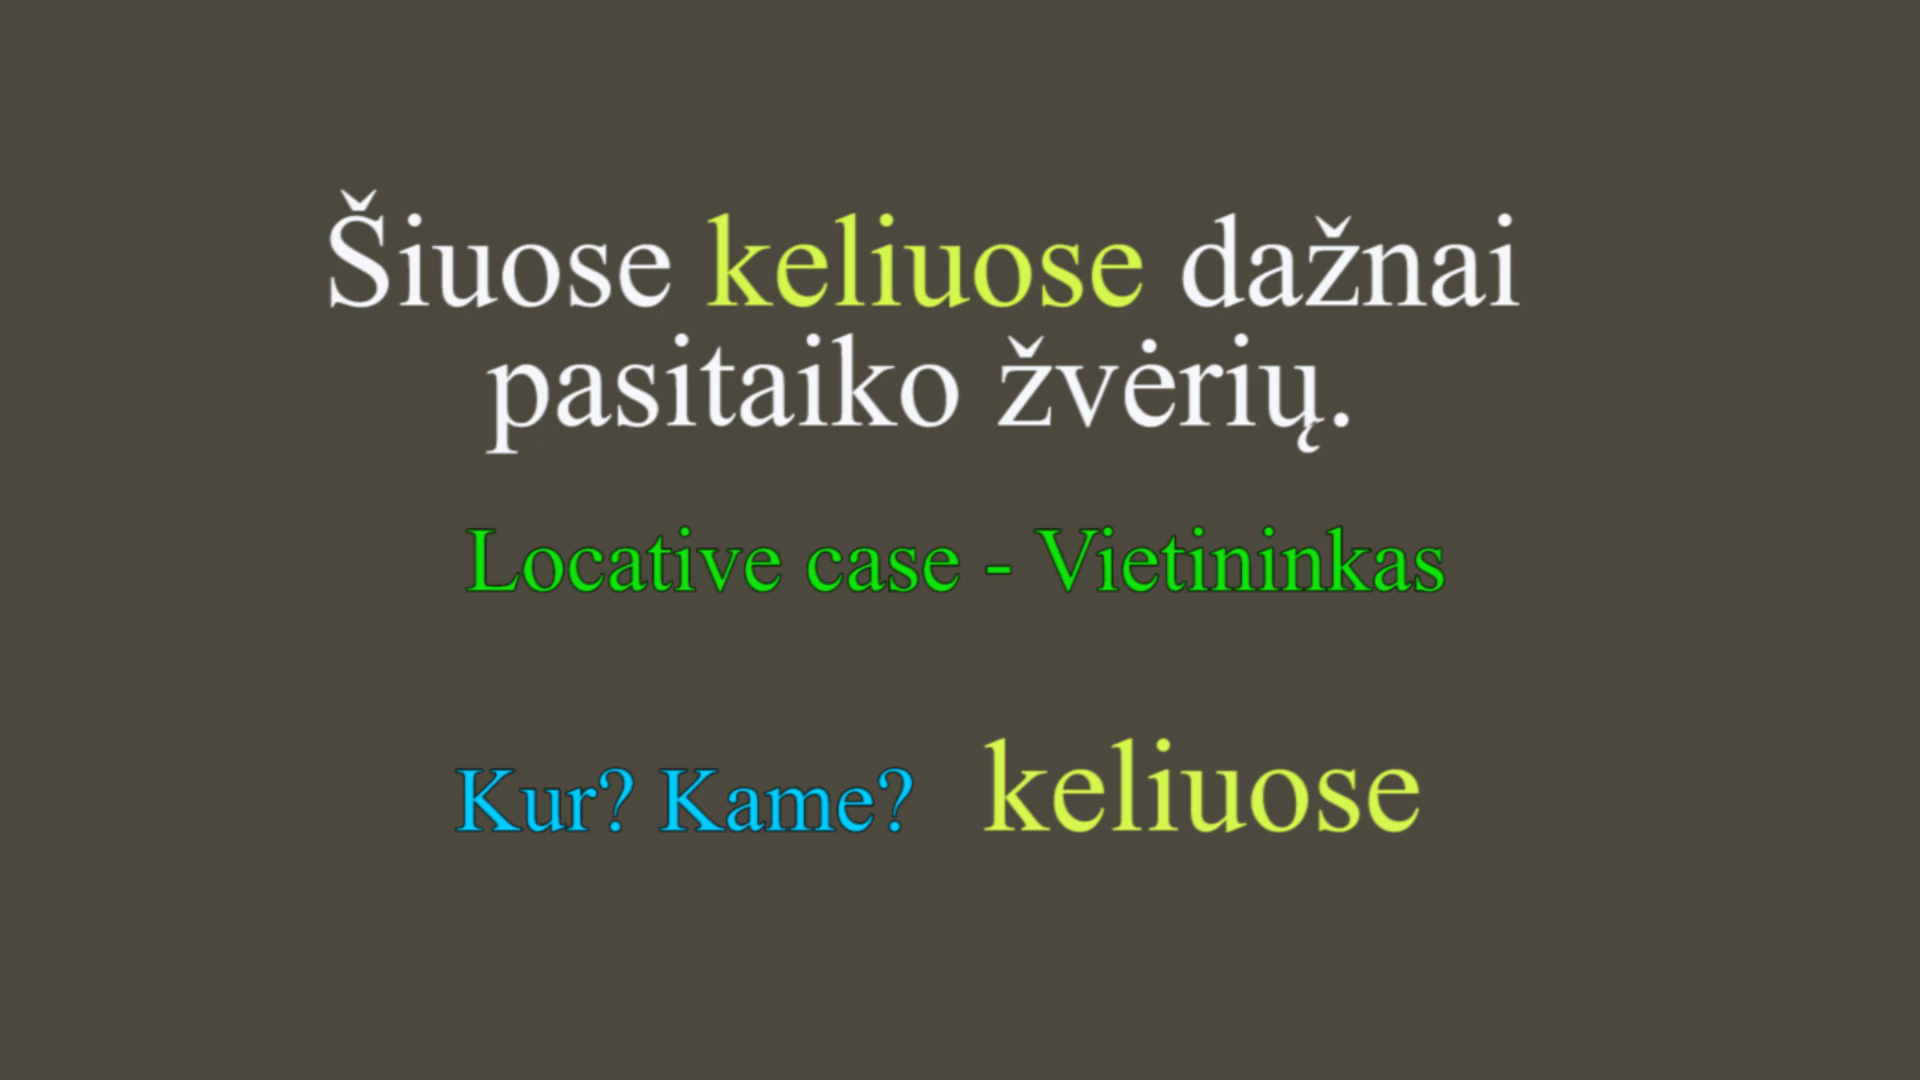 Šiuose keliuose dažnai
pasitaiko žvėrių.
Locative case - Vietininkas
Kur? Kame? keliuose